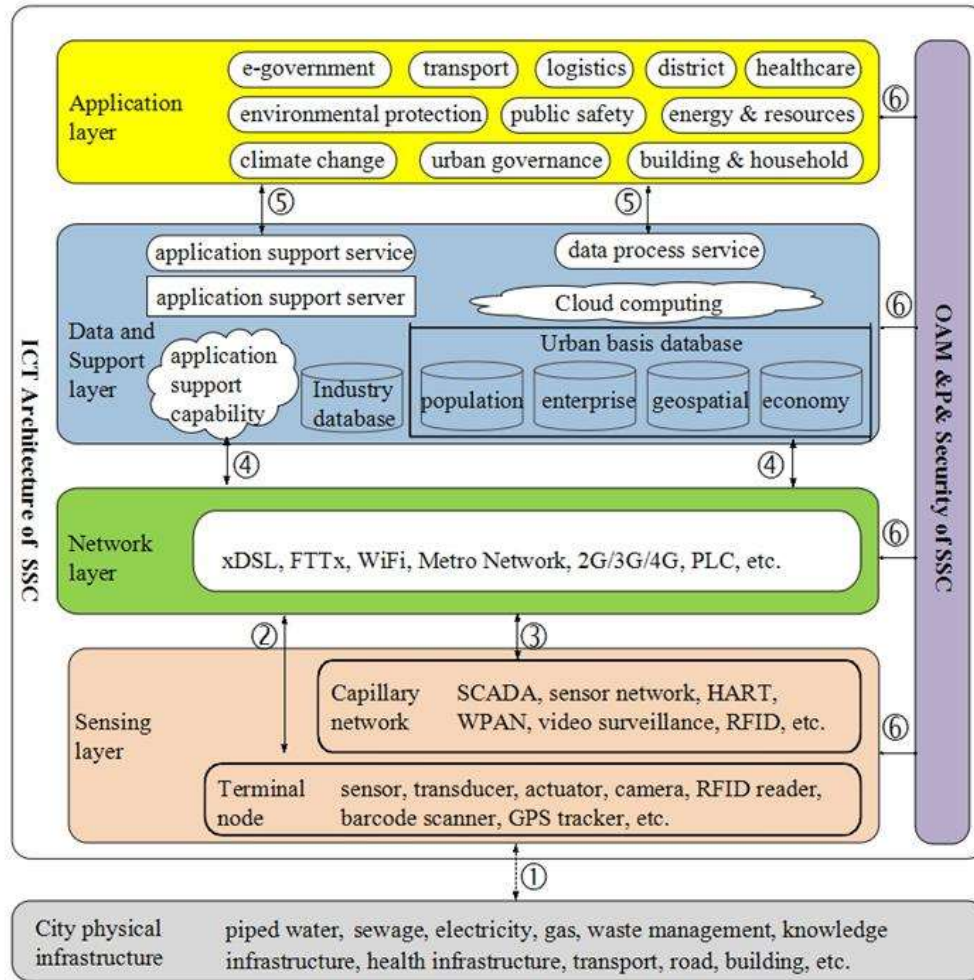 e-government transport logistics district healthcare
Application
layer
environmental protection public safety energy & resources
climate change urban governance building & household
⑥
⑤ ⑤
application support service data process service
application support server Cloud computing
⑥
Data and
Support
layer
application
support
capability
Industry
database
Urban basis database
population enterprise geospatial economy
④ ④
Network
layer
xDSL, FTTx, WiFi, Metro Network, 2G/3G/4G, PLC, etc.
⑥
② ③
Sensing
layer
Capillary
network
SCADA, sensor network, HART,
WPAN, video surveillance, RFID, etc.
⑥
Terminal
node
sensor, transducer, actuator, camera, RFID reader,
barcode scanner, GPS tracker, etc.
①
City physical
infrastructure
piped water, sewage, electricity, gas, waste management, knowledge
infrastructure, health infrastructure, transport, road, building, etc.
ICT Architecture of SSC
OAM &P& Security of SSC